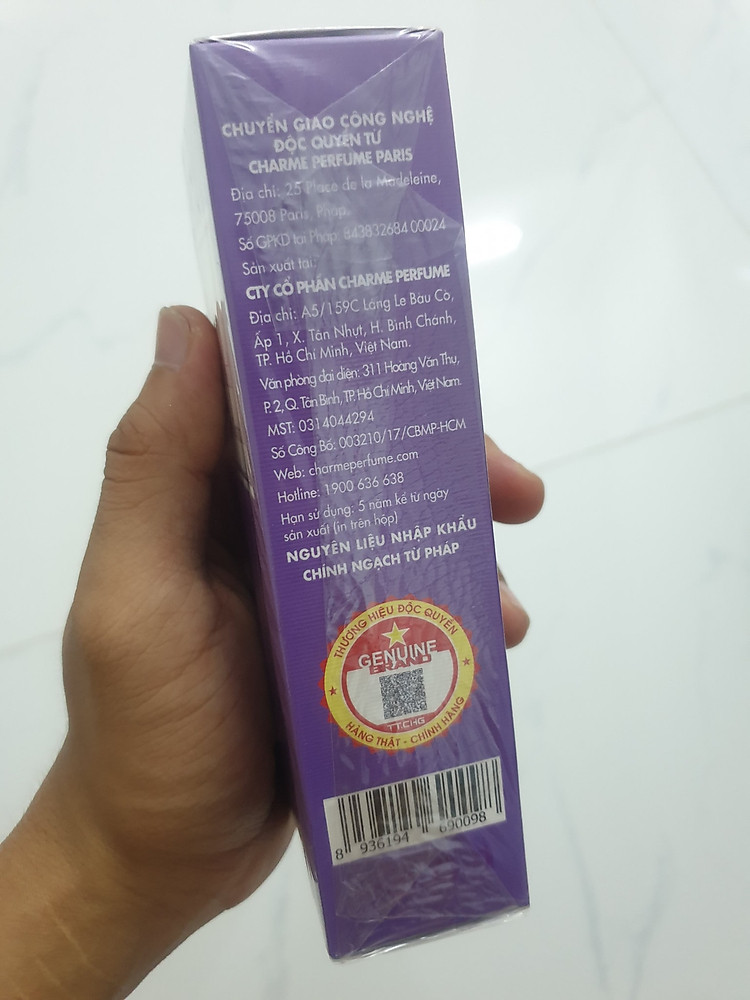 CHUYỂN GIAO CÔNG NGHỆ
ĐỘC QUYỀN TỪ
CHARME PERFUME PARIS
Địa chỉ: 25 Place de la Madeleine,
75008 Paris, Pháp.
Số GPKD tại Pháp: 843832684 00024
Sản xuất tại:
CTY CỔ PHẦN CHARME PERFUME
Địa chỉ: A5/159C Láng Le Bàu Cò,
Ấp 1, X. Tân Nhựt, H. Bình Chánh,
TP. Hồ Chí Minh, Việt Nam.
Văn phòng đại diện: 311 Hoàng Văn Thụ,
P. 2, Q. Tân Bình, TP. Hồ Chí Minh, Việt Nam.
MST: 0314044294
Số Công Bố: 003210/17/CBMP-HCM
Web: charmeperfume.com
Hotline: 1900 636 638
Hạn sử dụng: 5 năm kể từ ngày
sản xuất (in trên hộp)
NGUYÊN LIỆU NHẬP KHẨU
CHÍNH NGẠCH TỪ PHÁP
THƯƠNG HIỆU ĐỘC QUYỀN
GENUINE
BRAND
TT.CHG
HÀNG THẬT - CHÍNH HÃNG
8 936194 690098